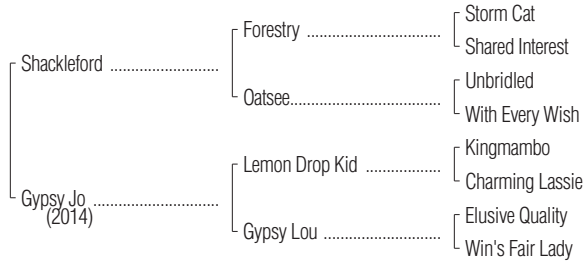 Storm Cat
Forestry ....................................
Shared Interest
Shackleford ...............................
Unbridled
Oatsee.......................................
With Every Wish
Kingmambo
Lemon Drop Kid .....................
Charming Lassie
Gypsy Jo ...................................
(2014)
Elusive Quality
Gypsy Lou .................................
Win's Fair Lady